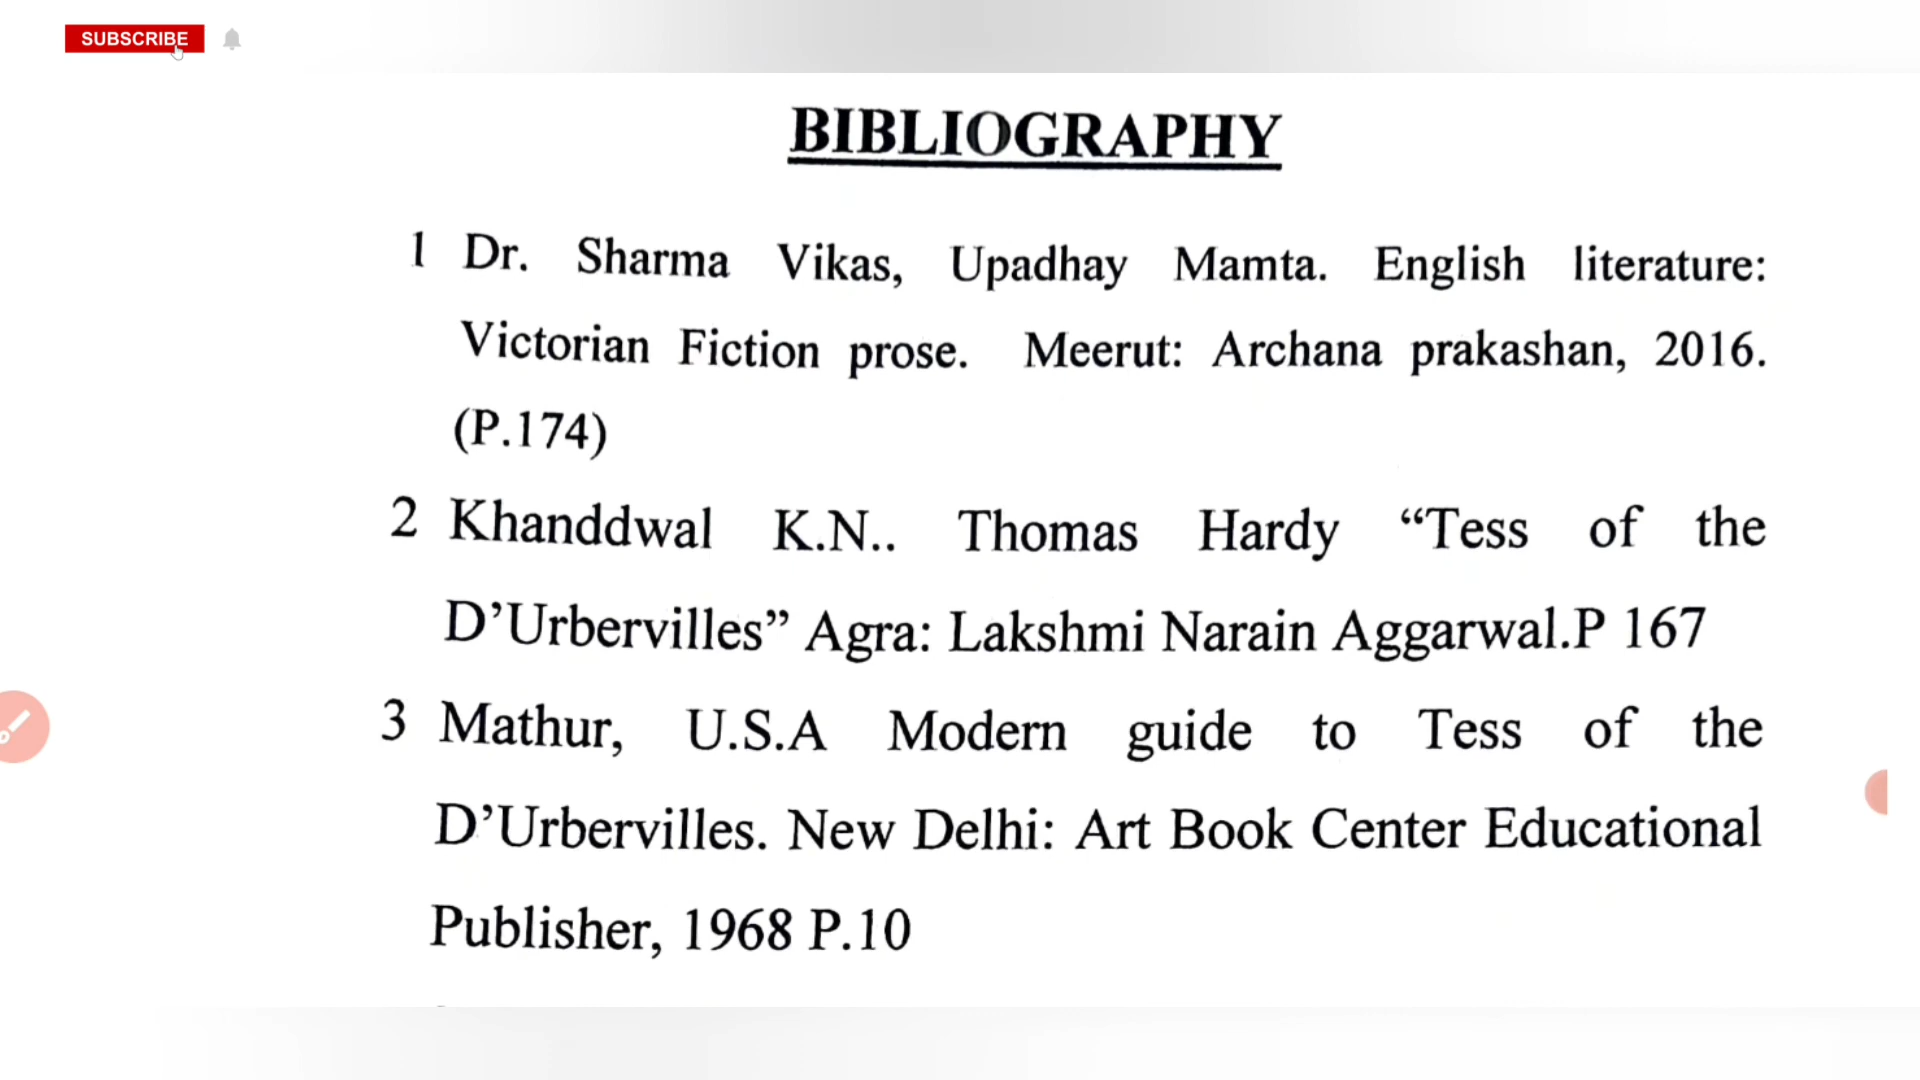 SUBSCRIBE
BIBLIOGRAPHY
1 Dr. Sharma Vikas, Upadhay Mamta. English literature:
Victorian Fiction prose. Meerut: Archana prakashan, 2016.
(P.174)
2 Khanddwal K.N.. Thomas Hardy “Tess of the
D’Urbervilles” Agra: Lakshmi Narain Aggarwal.P 167
3 Mathur, U.S.A Modern guide to Tess of the
D’Urbervilles. New Delhi: Art Book Center Educational
Publisher, 1968 P.10